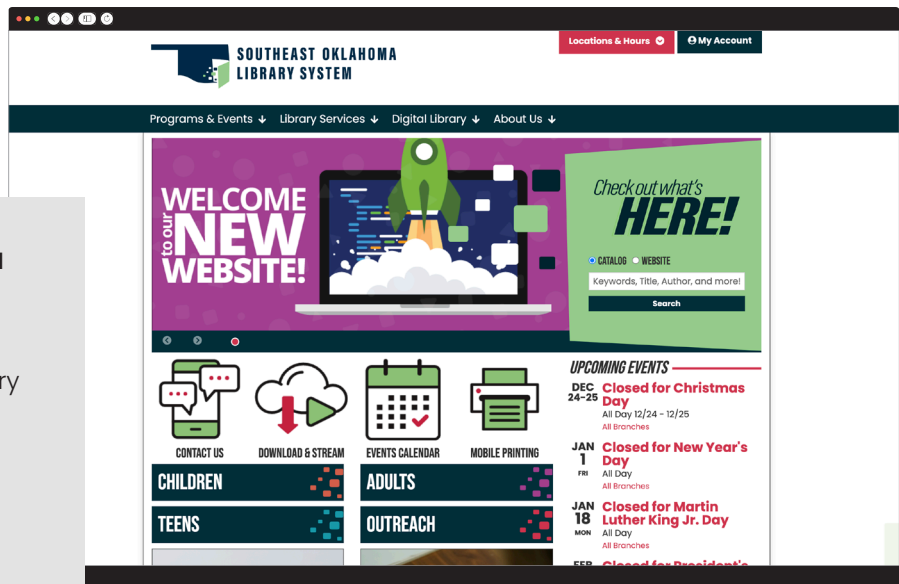 SOUTHEAST OKLAHOMA
LIBRARY SYSTEM
Locations & Hours
My Account
Programs & Events
Library Services
Digital Library
About Us
WELCOME
to our
NEW
WEBSITE!
Check out what's
HERE!
CATALOG
WEBSITE
Keywords, Title, Author, and more!
Search
CONTACT US
DOWNLOAD & STREAM
EVENTS CALENDAR
MOBILE PRINTING
CHILDREN
ADULTS
TEENS
OUTREACH
UPCOMING EVENTS
DEC
24-25
Closed for Christmas
Day
All Day 12/24 - 12/25
All Branches
JAN
1
FRI
Closed for New Year's
Day
All Day
All Branches
JAN
18
MON
Closed for Martin
Luther King Jr. Day
All Day
All Branches
FEB
Closed for President's
ry